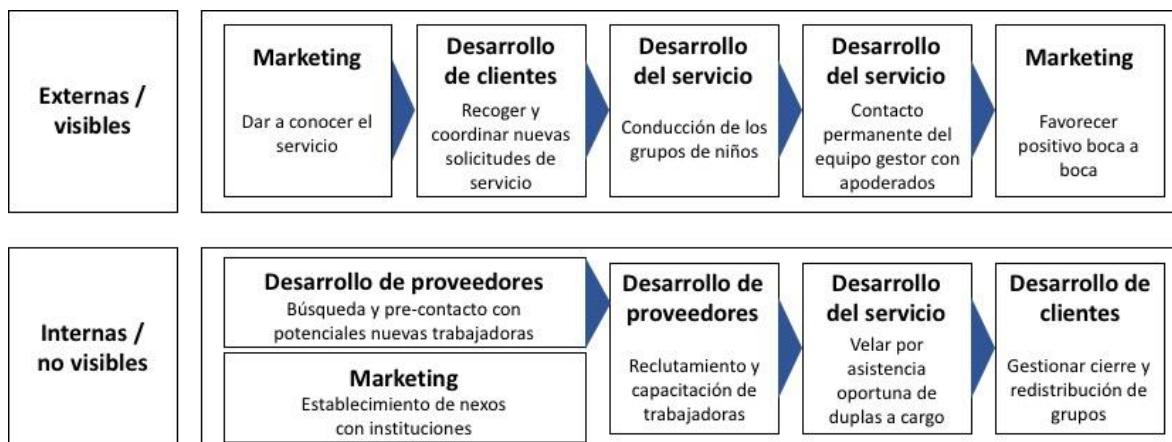 Externas /
visibles
Marketing
Dar a conocer el
servicio
Desarrollo
de clientes
Recoger y
coordinar nuevas
solicitudes de
servicio
Desarrollo
del servicio
Conducción de los
grupos de niños
Desarrollo
del servicio
Contacto
permanente del
equipo gestor con
apoderados
Marketing
Favorecer
positivo boca a
boca
Internas /
no visibles
Desarrollo de proveedores
Búsqueda y pre-contacto con
potenciales nuevas trabajadoras
Marketing
Establecimiento de nexos
con instituciones
Desarrollo de
proveedores
Reclutamiento y
capacitación de
trabajadoras
Desarrollo
del servicio
Velar por
asistencia
oportuna de
duplas a cargo
Desarrollo de
clientes
Gestionar cierre y
redistribución de
grupos